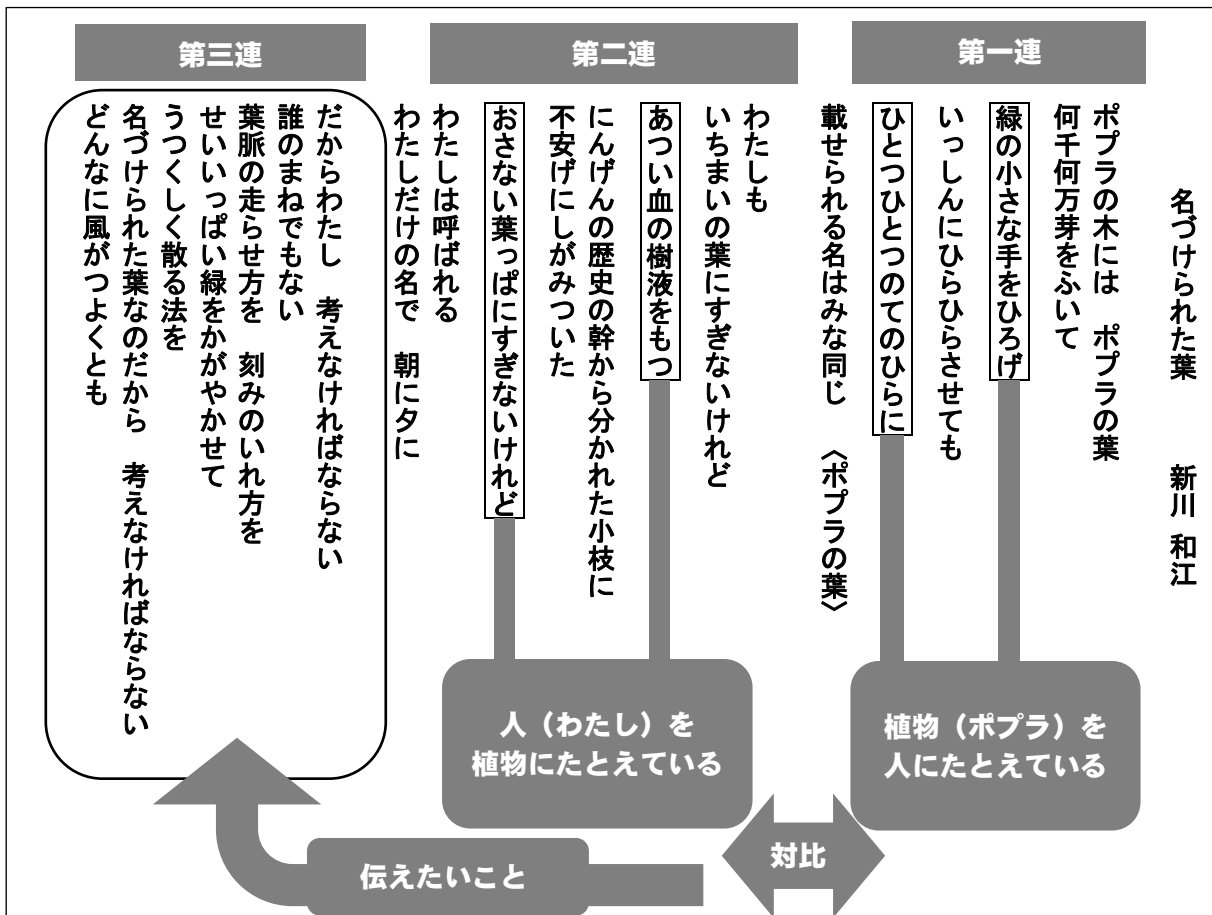 名づけられた葉　　新川 和江
第一連
ポプラの木には　ポプラの葉
何千何万芽をふいて
緑の小さな手をひろげ
いっしんにひらひらさせても
ひとつひとつのてのひらに
載せられる名はみな同じ　〈ポプラの葉〉
第二連
わたしも
いちまいの葉にすぎないけれど
あつい血の樹液をもつ
にんげんの歴史の幹から分かれた小枝に
不安げにしがみついた
おさない葉っぱにすぎないけれど
わたしは呼ばれる
わたしだけの名で　朝に夕に
第三連
だからわたし　考えなければならない
誰のまねでもない
葉脈の走らせ方を　刻みのいれ方を
せいいっぱい緑をかがやかせて
うつくしく散る法を
名づけられた葉なのだから　考えなければならない
どんなに風がつよくとも
植物（ポプラ）を
人にたとえている
人（わたし）を
植物にたとえている
対比
伝えたいこと